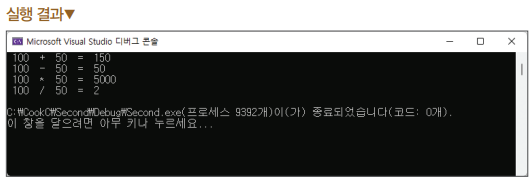 실행 결과▼
Microsoft Visual Studio 디버그 콘솔
100 + 50 = 150
100 - 50 = 50
100 * 50 = 5000
100 / 50 = 2
C:₩CookC₩Second₩Debug₩Second.exe(프로세스 9392개)이(가) 종료되었습니다(코드: 0개).
이 창을 닫으려면 아무 키나 누르세요...